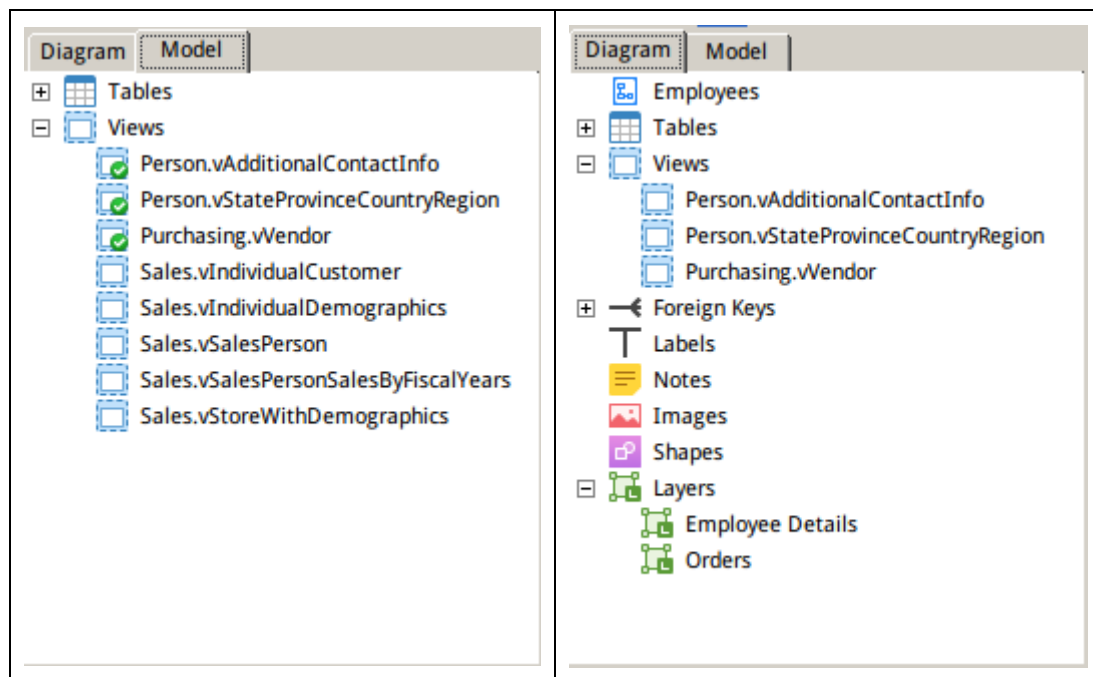 Diagram Model
Tables
Views
Person.vAdditionalContactInfo
Person.vStateProvinceCountryRegion
Purchasing.vVendor
Sales.vIndividualCustomer
Sales.vIndividualDemographics
Sales.vSalesPerson
Sales.vSalesPersonSalesByFiscalYears
Sales.vStoreWithDemographics
Diagram Model
Employees
Tables
Views
Person.vAdditionalContactInfo
Person.vStateProvinceCountryRegion
Purchasing.vVendor
Foreign Keys
Labels
Notes
Images
Shapes
Layers
Employee Details
Orders